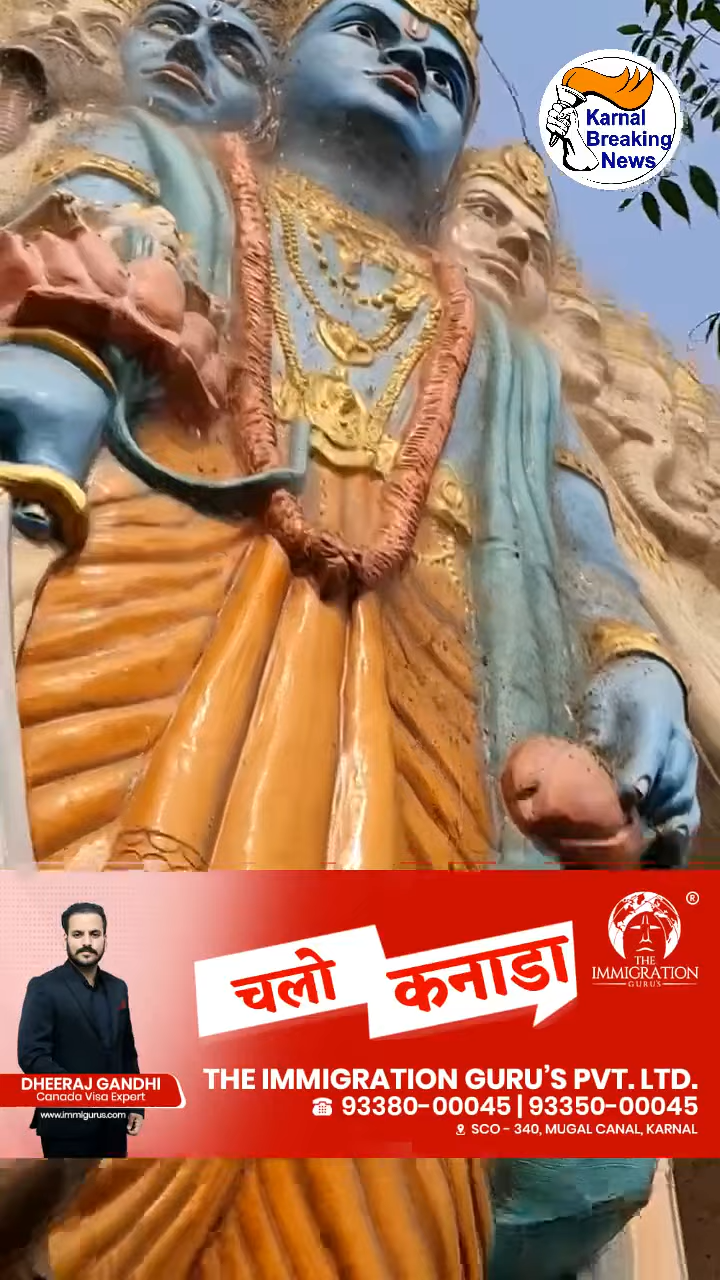 Karnal
Breaking
News
चलो कनाडा
®
THE
IMMIGRATION
GURU'S
DHEERAJ GANDHI
Canada Visa Expert
www.immigurus.com
THE IMMIGRATION GURU'S PVT. LTD.
93380-00045 | 93350-00045
SCO - 340, MUGAL CANAL, KARNAL